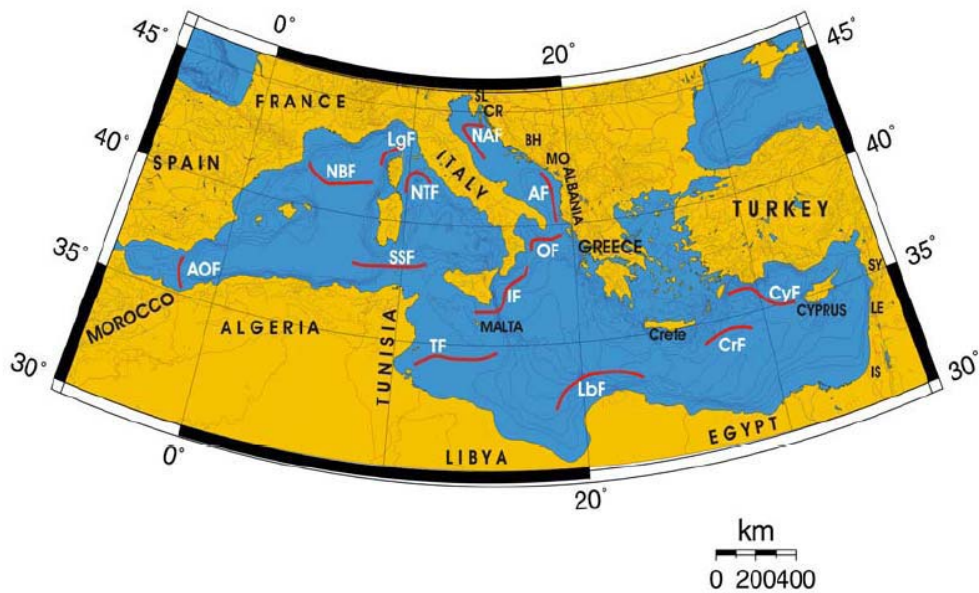 0°
20°
45°
45°
40°
40°
35°
35°
30°
30°
0°
20°
FRANCE
SPAIN
ITALY
SL
CR
BH
MO
ALBANIA
GREECE
TURKEY
MOROCCO
ALGERIA
TUNISIA
LIBYA
EGYPT
MALTA
Crete
CYPRUS
SY
LE
IS
LgF
NBF
NTF
NAF
AF
OF
AOF
SSF
IF
TF
LbF
CrF
CyF
km
0 200400